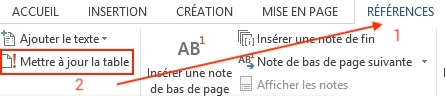 ACCUEIL INSERTION CRÉATION MISE EN PAGE RÉFÉRENCES
1
Ajouter le texte
Mettre à jour la table
2
AB1
Insérer une note
de bas de page
Insérer une note de fin
AB1 Note de bas de page suivante
Afficher les notes